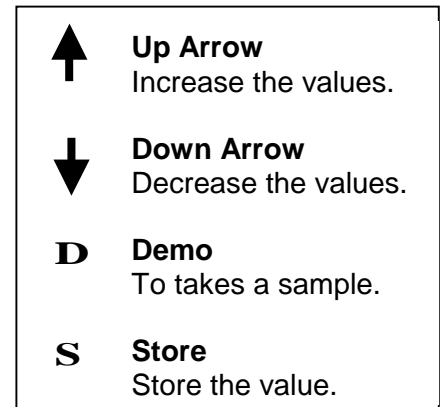 Up Arrow
Increase the values.
Down Arrow
Decrease the values.
D Demo
To takes a sample.
S Store
Store the value.